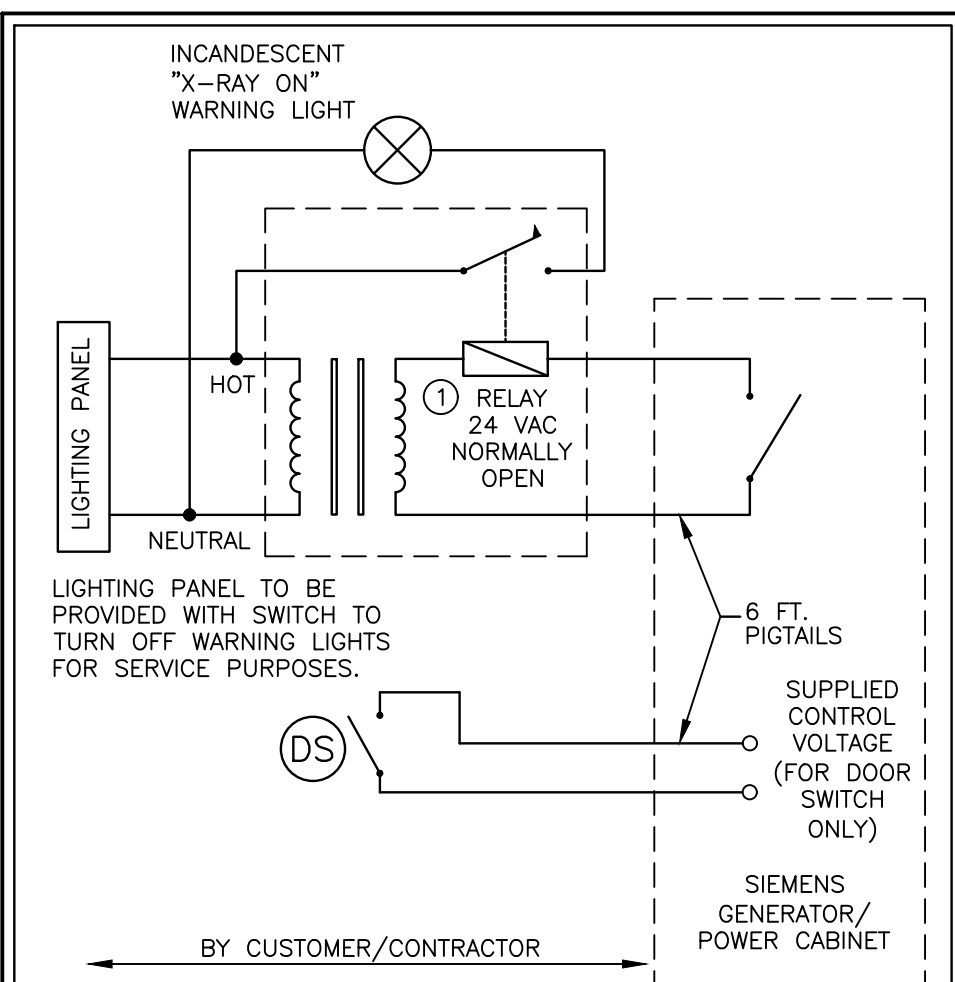 INCANDESCENT
"X-RAY ON"
WARNING LIGHT
LIGHTING PANEL
HOT
NEUTRAL
1
RELAY
24 VAC
NORMALLY
OPEN
LIGHTING PANEL TO BE
PROVIDED WITH SWITCH TO
TURN OFF WARNING LIGHTS
FOR SERVICE PURPOSES.
6 FT.
PIGTAILS
DS
SUPPLIED
CONTROL
VOLTAGE
(FOR DOOR
SWITCH
ONLY)
SIEMENS
GENERATOR/
POWER CABINET
BY CUSTOMER/CONTRACTOR